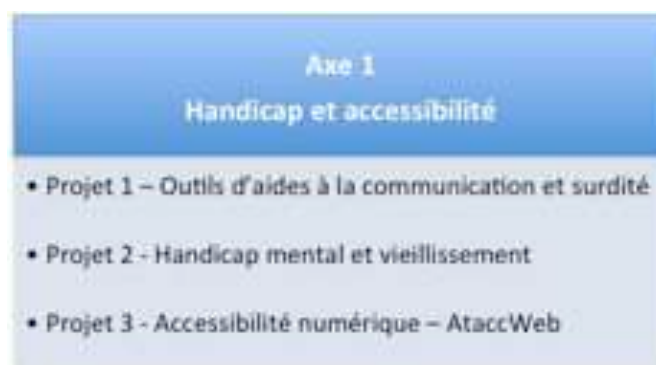 Axe 1
Handicap et accessibilité
• Projet 1 – Outils d'aides à la communication et surdité
• Projet 2 - Handicap mental et vieillissement
• Projet 3 - Accessibilité numérique – AtaccWeb